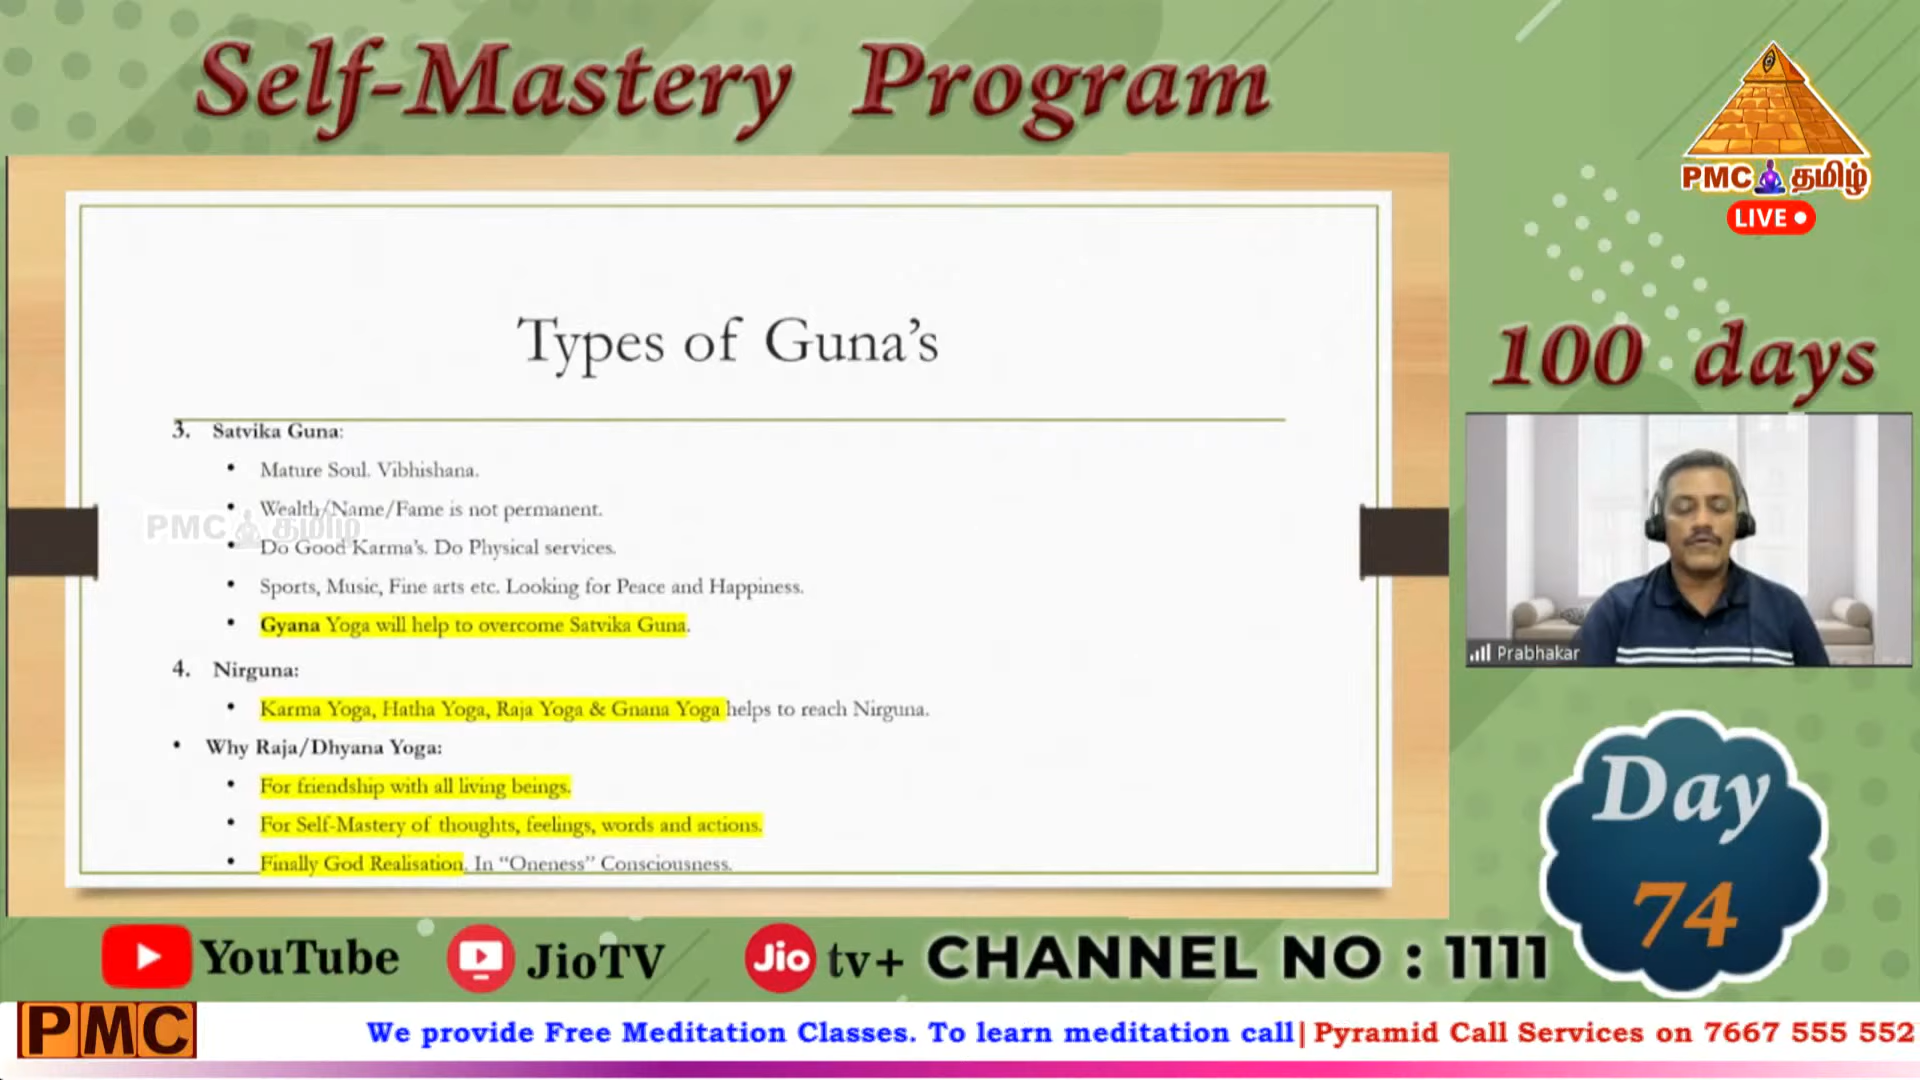 Self-Mastery Program
PMC தமிழ்
LIVE
100 days
Types of Guna's
3. Satvika Guna:
• Mature Soul. Vibhishana.
• Wealth/Name/Fame is not permanent.
PMC தமிழ்
• Do Good Karma's. Do Physical services.
• Sports, Music, Fine arts etc. Looking for Peace and Happiness.
• Gyana Yoga will help to overcome Satvika Guna.
4. Nirguna:
• Karma Yoga, Hatha Yoga, Raja Yoga & Gnana Yoga helps to reach Nirguna.
• Why Raja/Dhyana Yoga:
• For friendship with all living beings.
• For Self-Mastery of thoughts, feelings, words and actions.
• Finally God Realisation. In “Oneness” Consciousness.
Prabhakar
Day
74
YouTube JioTV Jio tv+ CHANNEL NO : 1111
PMC We provide Free Meditation Classes. To learn meditation call| Pyramid Call Services on 7667 555 552